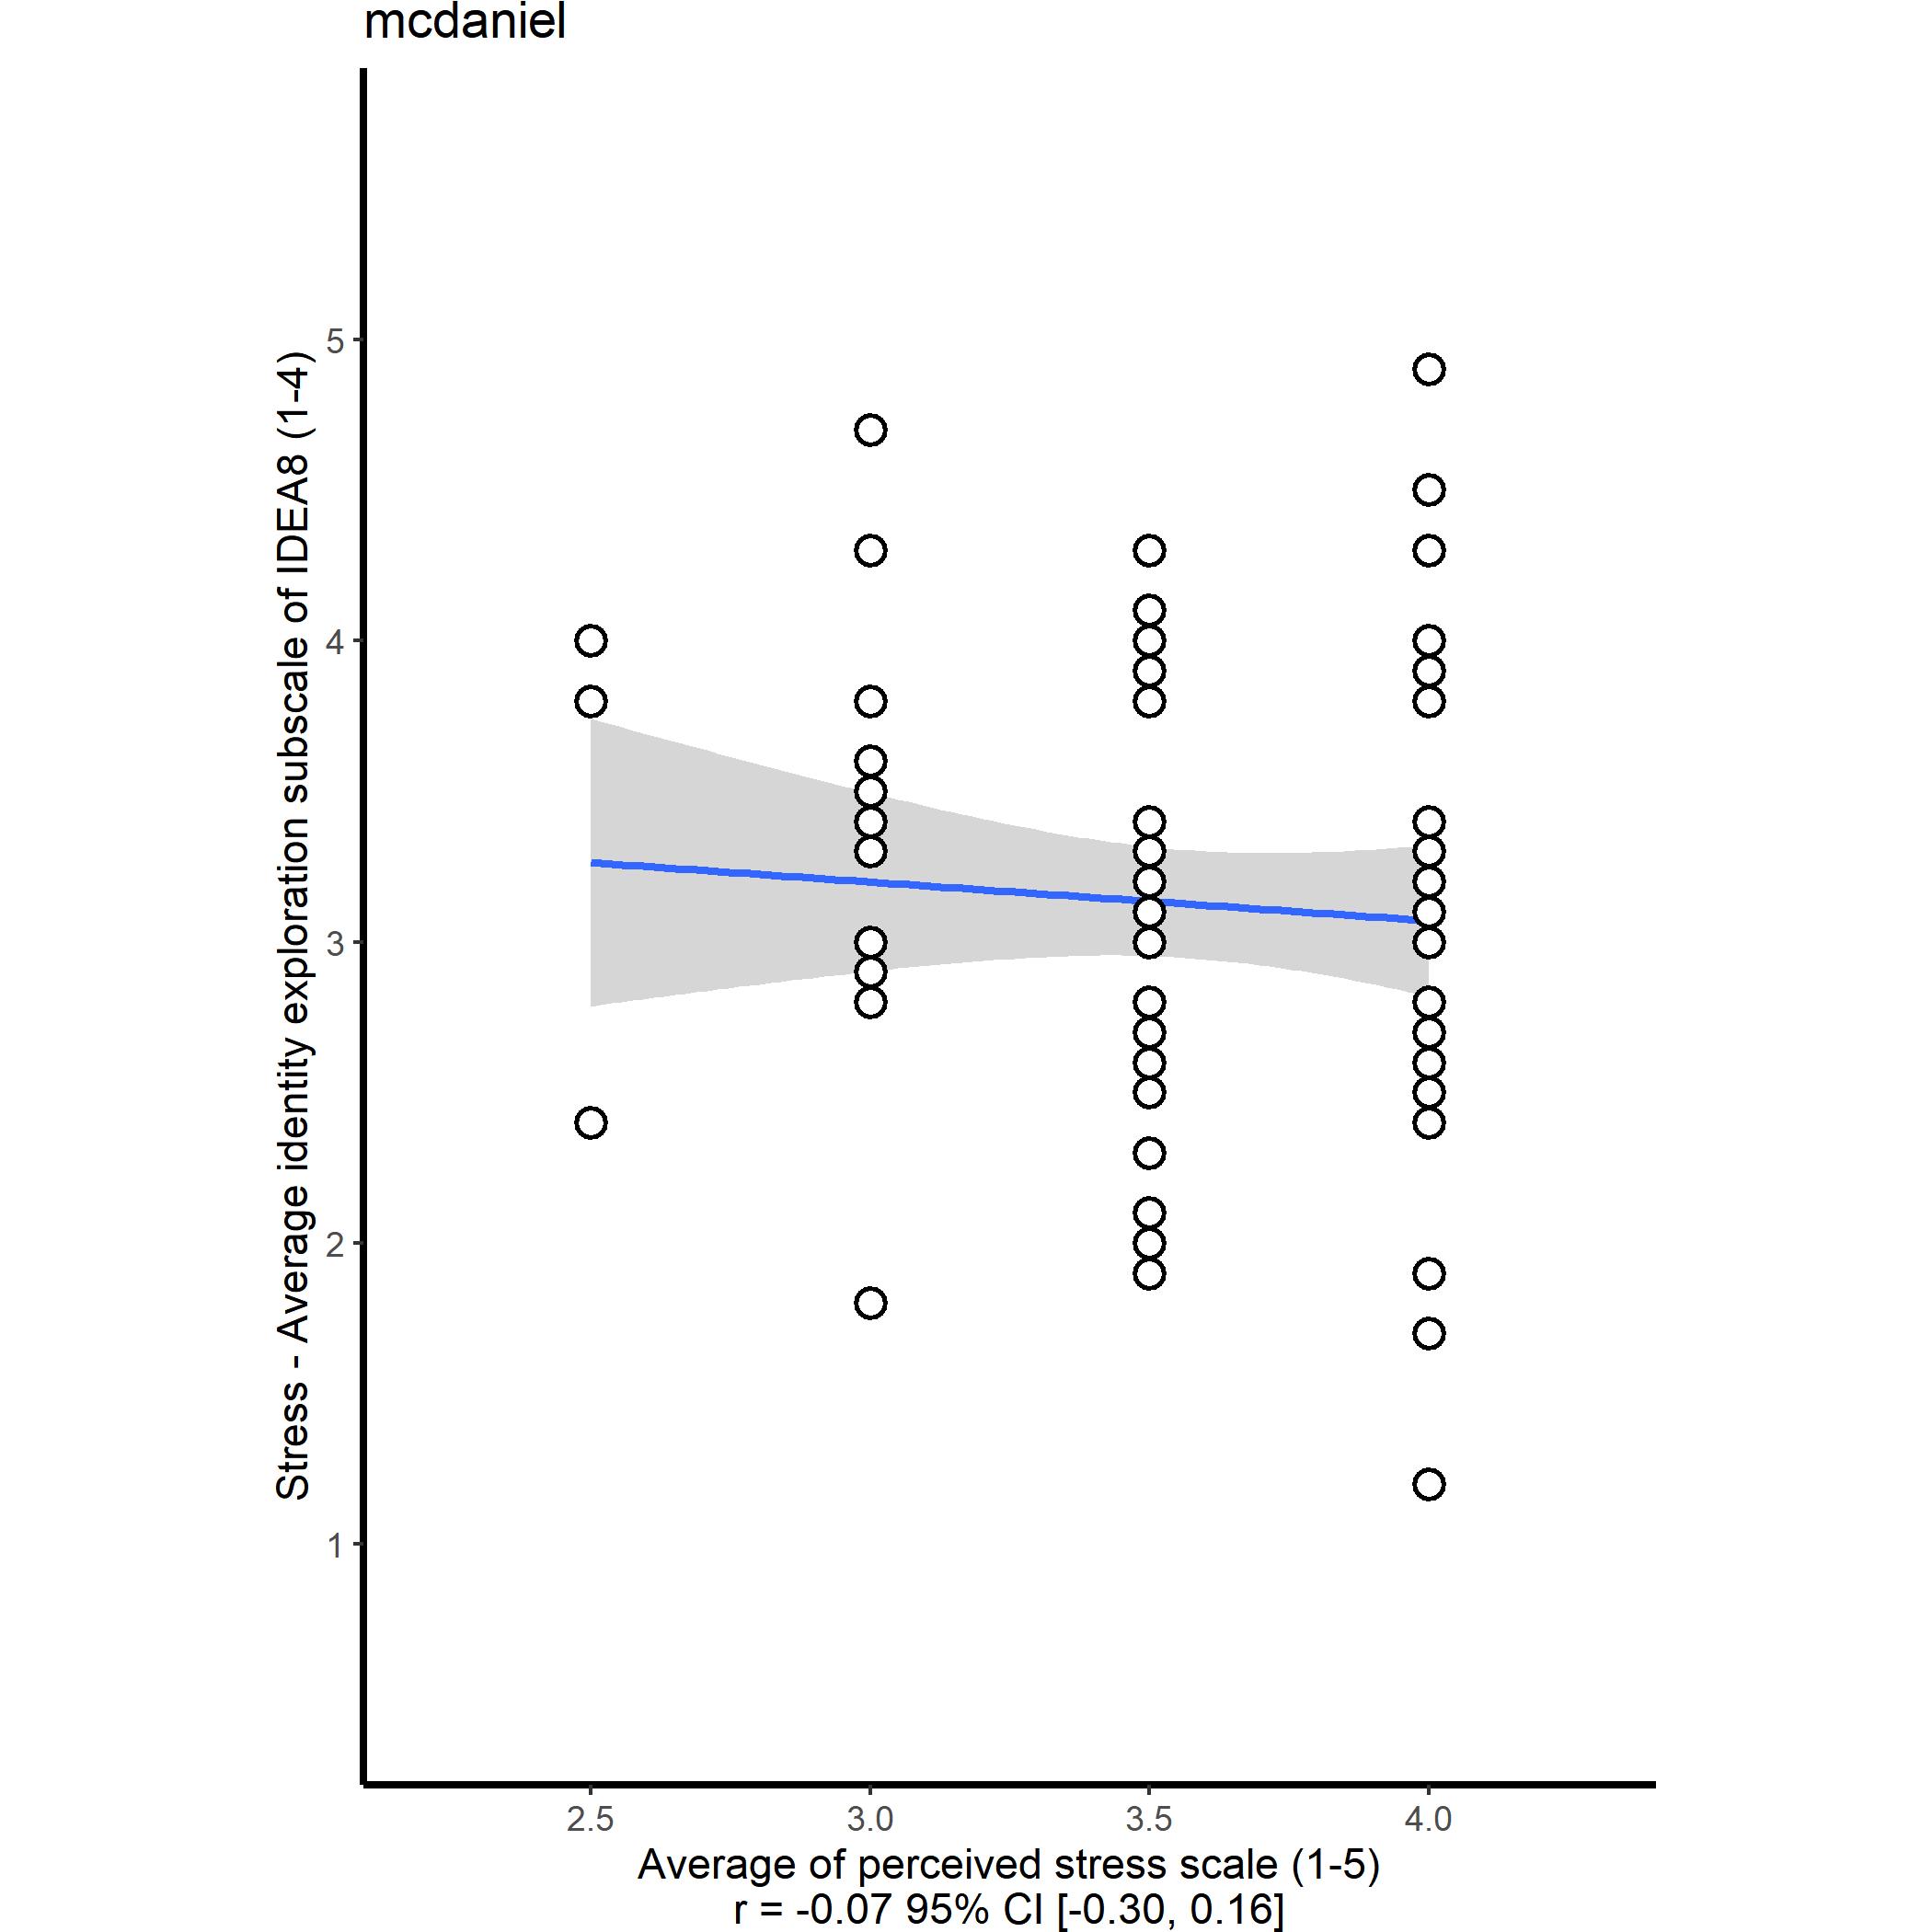 mcdaniel
Stress - Average identity exploration subscale of IDEA8 (1-4)
5
4
3
2
1
2.5 3.0 3.5 4.0
Average of perceived stress scale (1-5)
r = -0.07 95% CI [-0.30, 0.16]